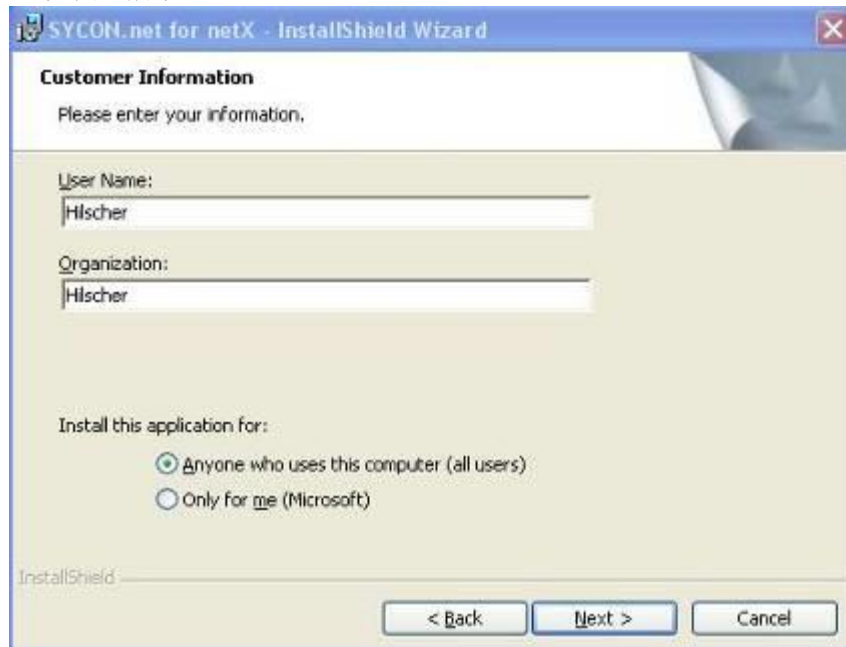 SYCON.net for netX - InstallShield Wizard
Customer Information
Please enter your information.
User Name:
Hilscher
Organization:
Hilscher
Install this application for:
Anyone who uses this computer (all users)
Only for me (Microsoft)
InstallShield
< Back Next > Cancel